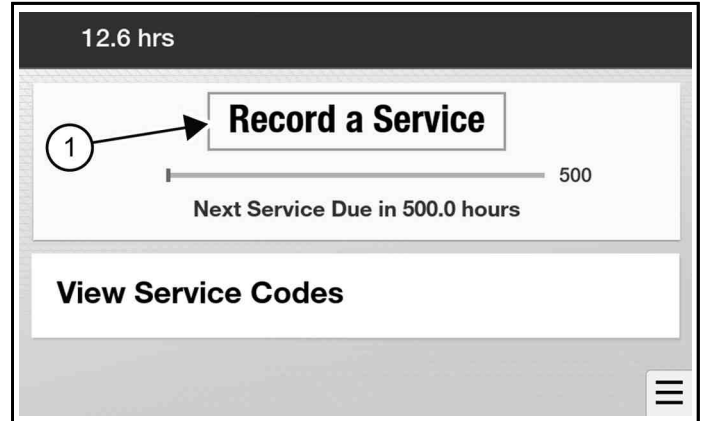 12.6 hrs
Record a Service
1
500
Next Service Due in 500.0 hours
View Service Codes